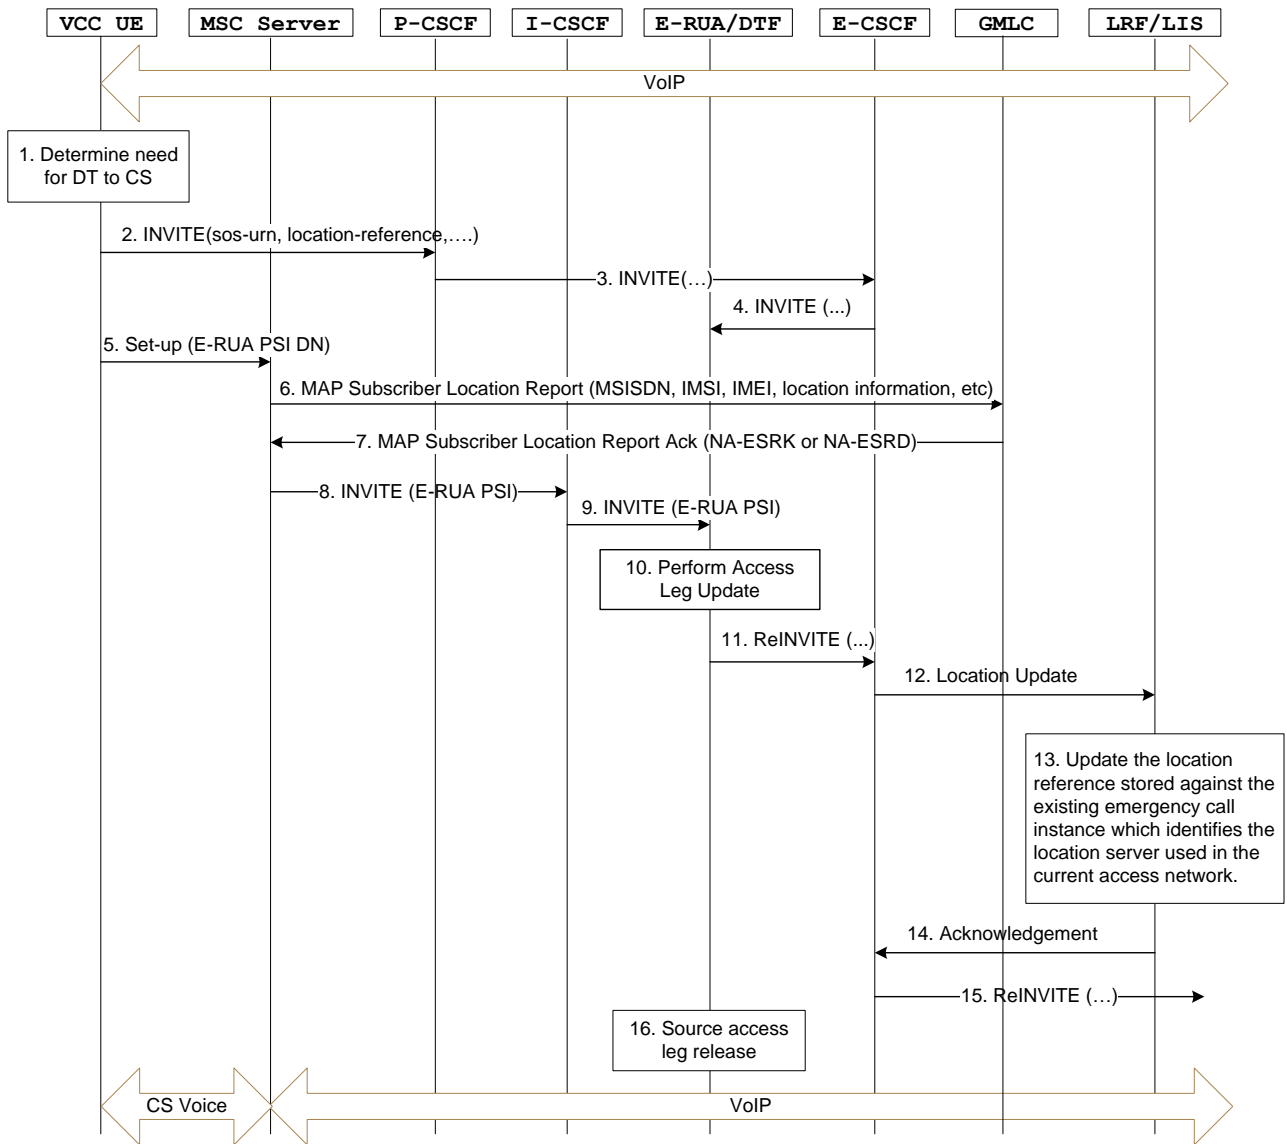 VCC UE
MSC Server
P-CSCF
I-CSCF
E-RUA/DTF
E-CSCF
GMLC
LRF/LIS
VoIP
1. Determine need
for DT to CS
2. INVITE(sos-urn, location-reference,….)
3. INVITE(…)
4. INVITE (...)
5. Set-up (E-RUA PSI DN)
6. MAP Subscriber Location Report (MSISDN, IMSI, IMEI, location information, etc)
7. MAP Subscriber Location Report Ack (NA-ESRK or NA-ESRD)
8. INVITE (E-RUA PSI)
9. INVITE (E-RUA PSI)
10. Perform Access
Leg Update
11. ReINVITE (...)
12. Location Update
13. Update the location
reference stored against the
existing emergency call
instance which identifies the
location server used in the
current access network.
14. Acknowledgement
15. ReINVITE (…)
16. Source access
leg release
CS Voice
VoIP